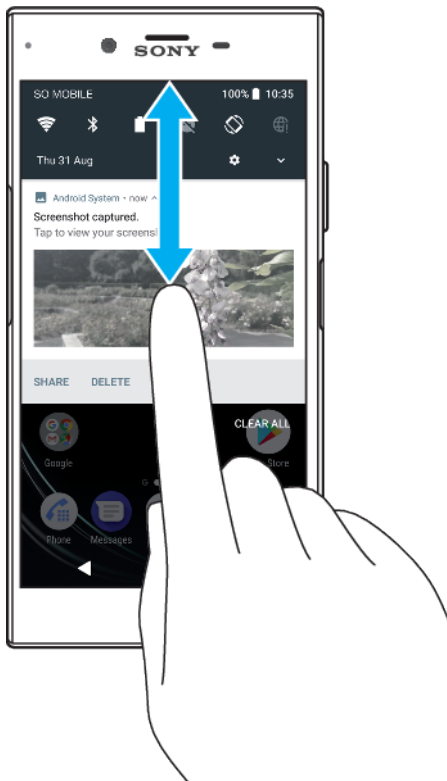 SONY
SO MOBILE 100% 10:35
Thu 31 Aug
Android System • now
Screenshot captured.
Tap to view your
SHARE DELETE
CLEAR ALL
Google Store
G
Phone Messages